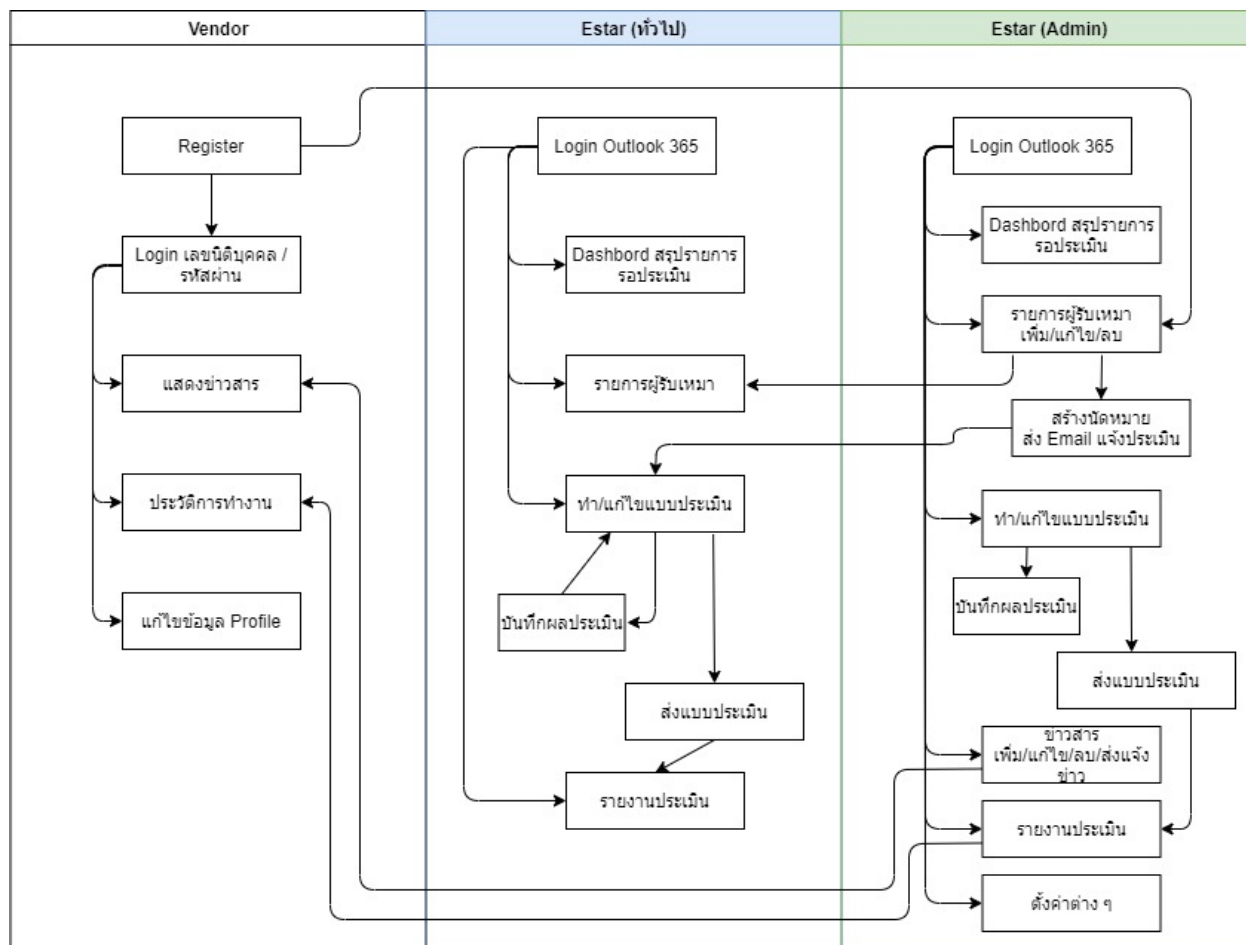 Vendor
Estar (ทั่วไป)
Estar (Admin)
Register
Login เลขนิติบุคคล /
รหัสผ่าน
แสดงข่าวสาร
ประวัติการทำงาน
แก้ไขข้อมูล Profile
Login Outlook 365
Dashbord สรุปรายการ
รอประเมิน
รายการผู้รับเหมา
ทำ/แก้ไขแบบประเมิน
บันทึกผลประเมิน
ส่งแบบประเมิน
รายงานประเมิน
Login Outlook 365
Dashbord สรุปรายการ
รอประเมิน
รายการผู้รับเหมา
เพิ่ม/แก้ไข/ลบ
สร้างนัดหมาย
ส่ง Email แจ้งประเมิน
ทำ/แก้ไขแบบประเมิน
บันทึกผลประเมิน
ส่งแบบประเมิน
ข่าวสาร
เพิ่ม/แก้ไข/ลบ/ส่งแจ้ง
ข่าว
รายงานประเมิน
ตั้งค่าต่าง ๆ